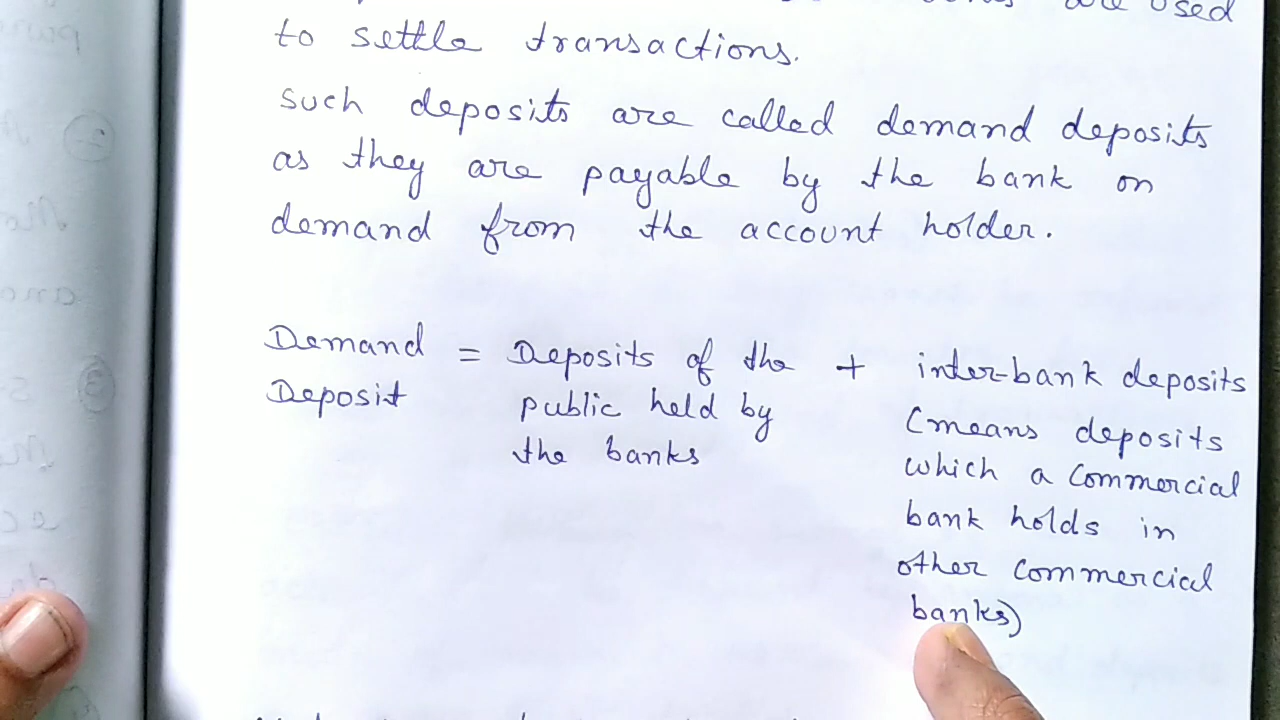 are used
to settle transactions.
such deposits are called demand deposits
as they are payable by the bank on
demand from the account holder.
Demand Deposit = Deposits of the public held by the banks + inter-bank deposits
(means deposits
which a commercial
bank holds in
other commercial
banks)